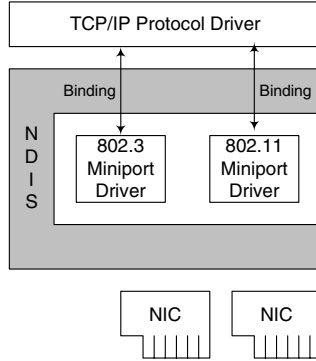 TCP/IP Protocol Driver
Binding
Binding
N
D
I
S
802.3
Miniport
Driver
802.11
Miniport
Driver
NIC
NIC